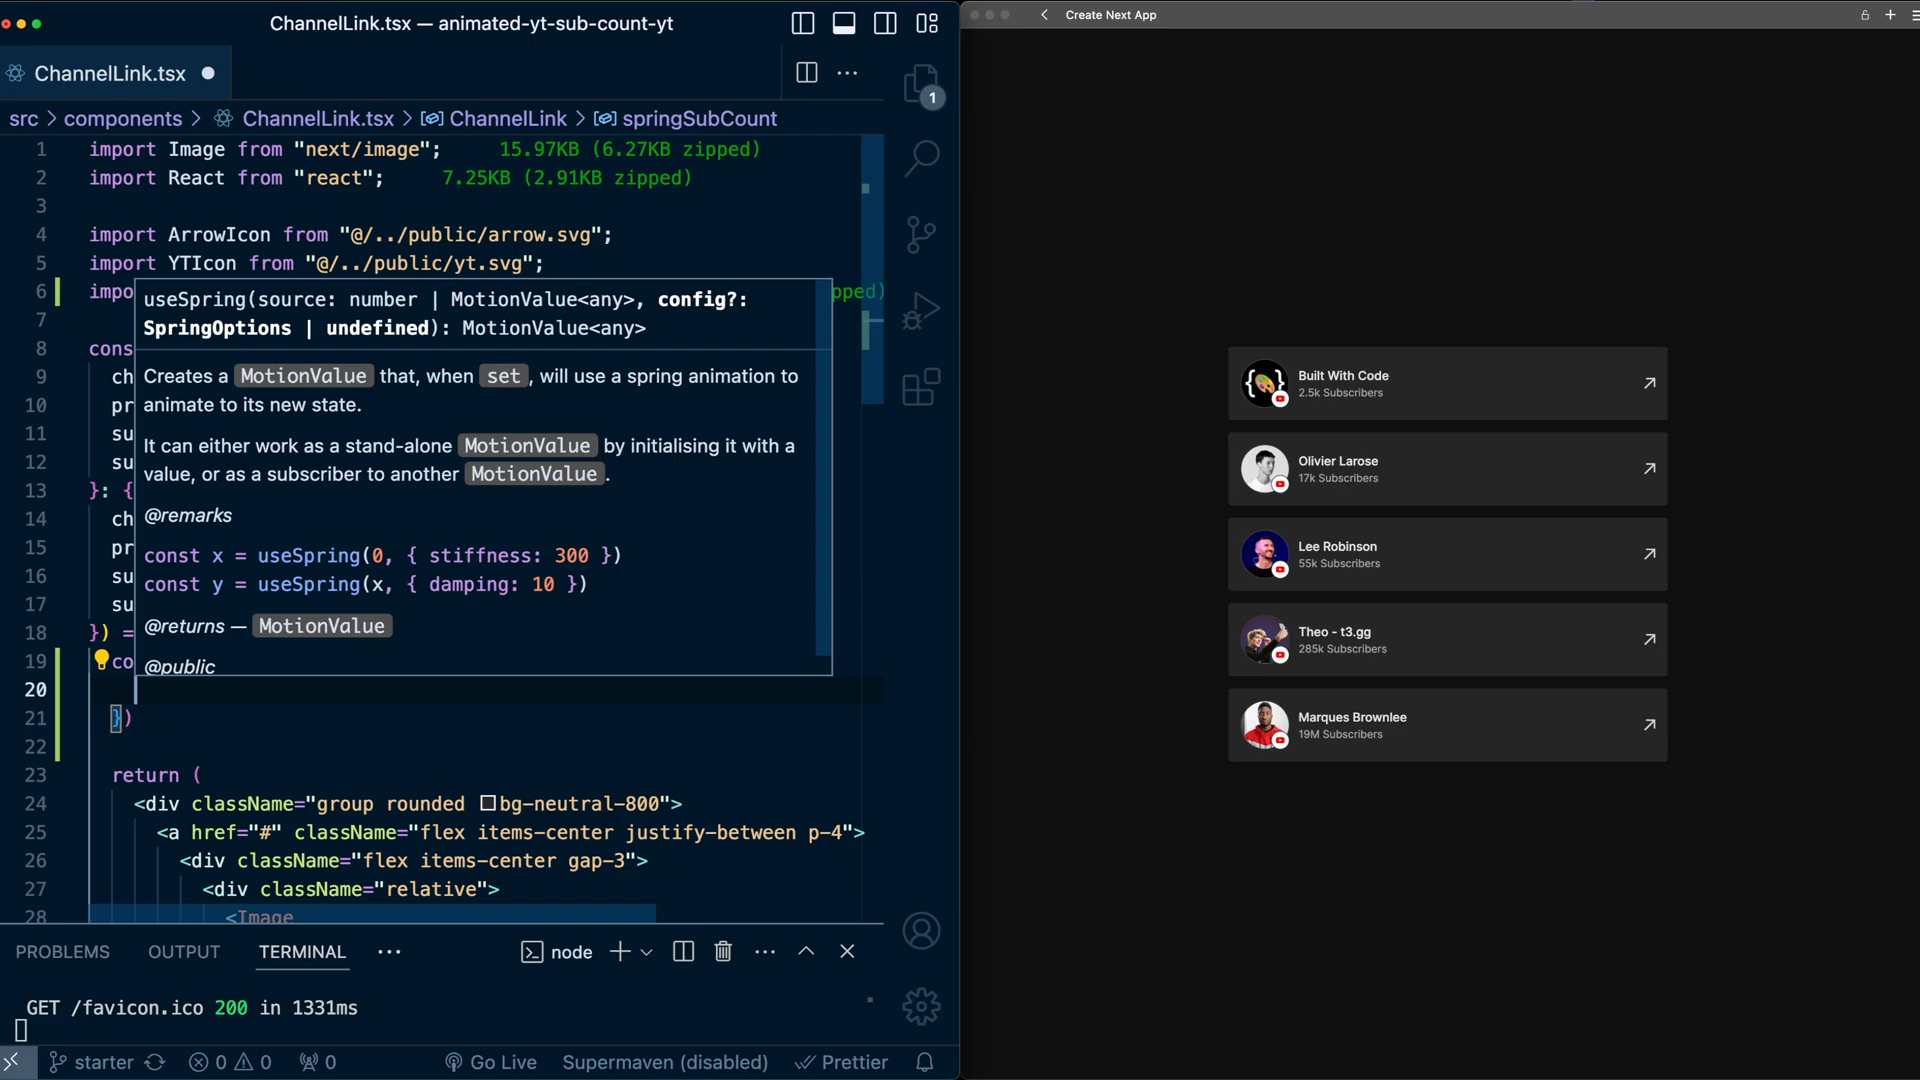 ChannelLink.tsx — animated-yt-sub-count-yt
ChannelLink.tsx
src > components > ChannelLink.tsx > ChannelLink > springSubCount
1 import Image from "next/image"; 15.97KB (6.27KB zipped)
2 import React from "react"; 7.25KB (2.91KB zipped)
3
4 import ArrowIcon from "@/../public/arrow.svg";
5 import YTIcon from "@/../public/yt.svg";
6 impo pped)
7
8 cons
9 ch
10 pr
11 su
12 su
13 }: {
14 ch
15 pr
16 su
17 su
18 }) =
19 co
20
21 })
22
23 return (
24 <div className="group rounded bg-neutral-800">
25 <a href="#" className="flex items-center justify-between p-4">
26 <div className="flex items-center gap-3">
27 <div className="relative">
28 <Image
useSpring(source: number | MotionValue<any>, config?:
SpringOptions | undefined): MotionValue<any>
Creates a MotionValue that, when set, will use a spring animation to
animate to its new state.
It can either work as a stand-alone MotionValue by initialising it with a
value, or as a subscriber to another MotionValue.
@remarks
const x = useSpring(0, { stiffness: 300 })
const y = useSpring(x, { damping: 10 })
@returns — MotionValue
@public
1
PROBLEMS OUTPUT TERMINAL ··· node
GET /favicon.ico 200 in 1331ms
starter 0 0 0 Go Live Supermaven (disabled) Prettier
Create Next App
Built With Code
2.5k Subscribers
Olivier Larose
17k Subscribers
Lee Robinson
55k Subscribers
Theo - t3.gg
285k Subscribers
Marques Brownlee
19M Subscribers